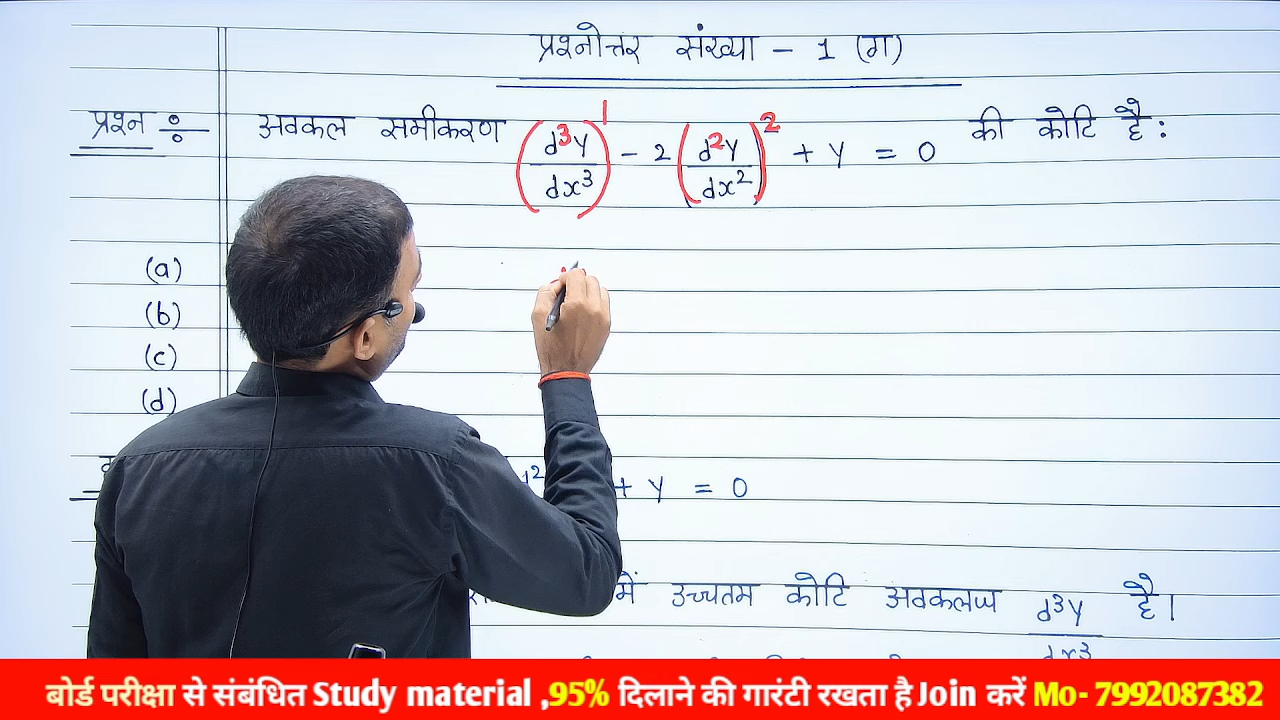 प्रश्नोत्तर संख्या – 1 (ग)
प्रश्न ÷ अवकल समीकरण (d³y/dx³)¹ – 2 (d²y/dx²)² + y = 0 की कोटि है :
(a)
(b)
(c)
(d)
+ y = 0
में उच्चतम कोटि अवकलज d³y/dx³ है।
बोर्ड परीक्षा से संबंधित Study material ,95% दिलाने की गारंटी रखता है Join करें Mo- 7992087382